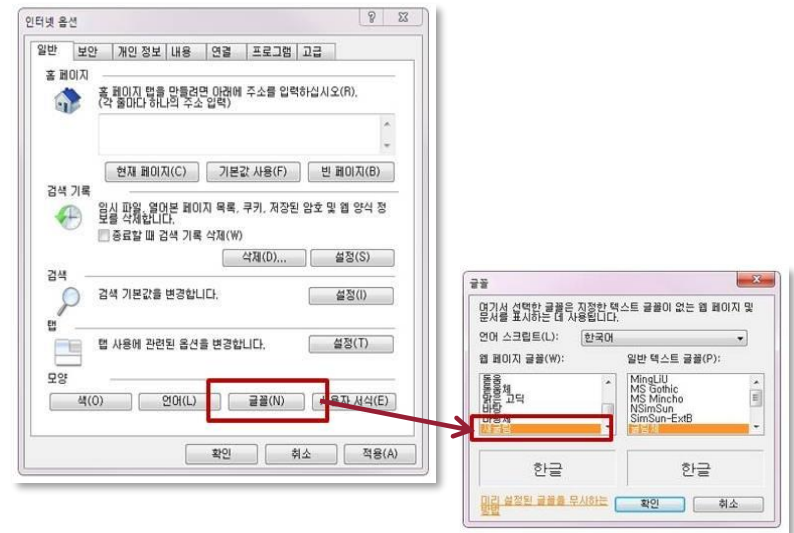 인터넷 옵션
일반 보안 개인 정보 내용 연결 프로그램 고급
홈 페이지
홈 페이지 탭을 만들려면 아래에 주소를 입력하십시오(R).
(각 줄마다 하나의 주소 입력)
현재 페이지(C) 기본값 사용(F) 빈 페이지(B)
검색 기록
임시 파일, 열어본 페이지 목록, 쿠키, 저장된 암호 및 웹 양식 정
보를 삭제합니다.
종료할 때 검색 기록 삭제(W)
삭제(D)... 설정(S)
검색
검색 기본값을 변경합니다. 설정(I)
탭
탭 사용에 관련된 옵션을 변경합니다. 설정(T)
모양
색(O) 언어(L) 글꼴(N) 사용자 서식(E)
확인 취소 적용(A)
글꼴
여기서 선택한 글꼴은 지정한 텍스트 글꼴이 없는 웹 페이지 및
문서를 표시하는 데 사용됩니다.
언어 스크립트(L): 한국어
웹 페이지 글꼴(W): 일반 텍스트 글꼴(P):
돋움
돋움체
맑은 고딕
바탕
바탕체
새굴림
MingLiU
MS Gothic
MS Mincho
NSimSun
SimSun-ExtB
굴림체
한글 한글
미리 설정된 글꼴을 무시하는
방법
확인 취소